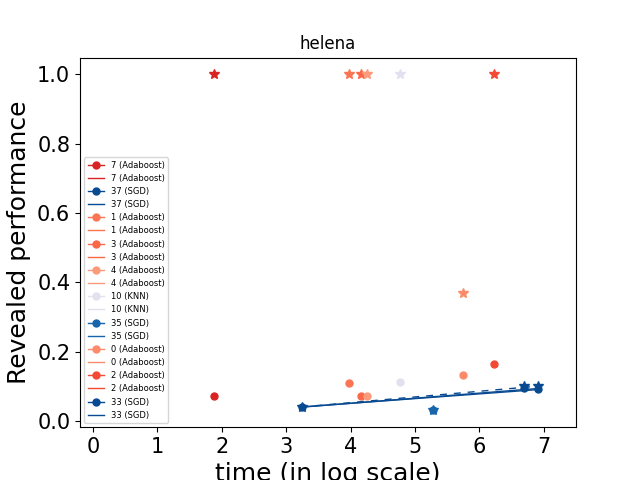 helena
Revealed performance
1.0
0.8
0.6
0.4
0.2
0.0
7 (Adaboost)
7 (Adaboost)
37 (SGD)
37 (SGD)
1 (Adaboost)
1 (Adaboost)
3 (Adaboost)
3 (Adaboost)
4 (Adaboost)
4 (Adaboost)
10 (KNN)
10 (KNN)
35 (SGD)
35 (SGD)
0 (Adaboost)
0 (Adaboost)
2 (Adaboost)
2 (Adaboost)
33 (SGD)
33 (SGD)
0 1 2 3 4 5 6 7
time (in log scale)